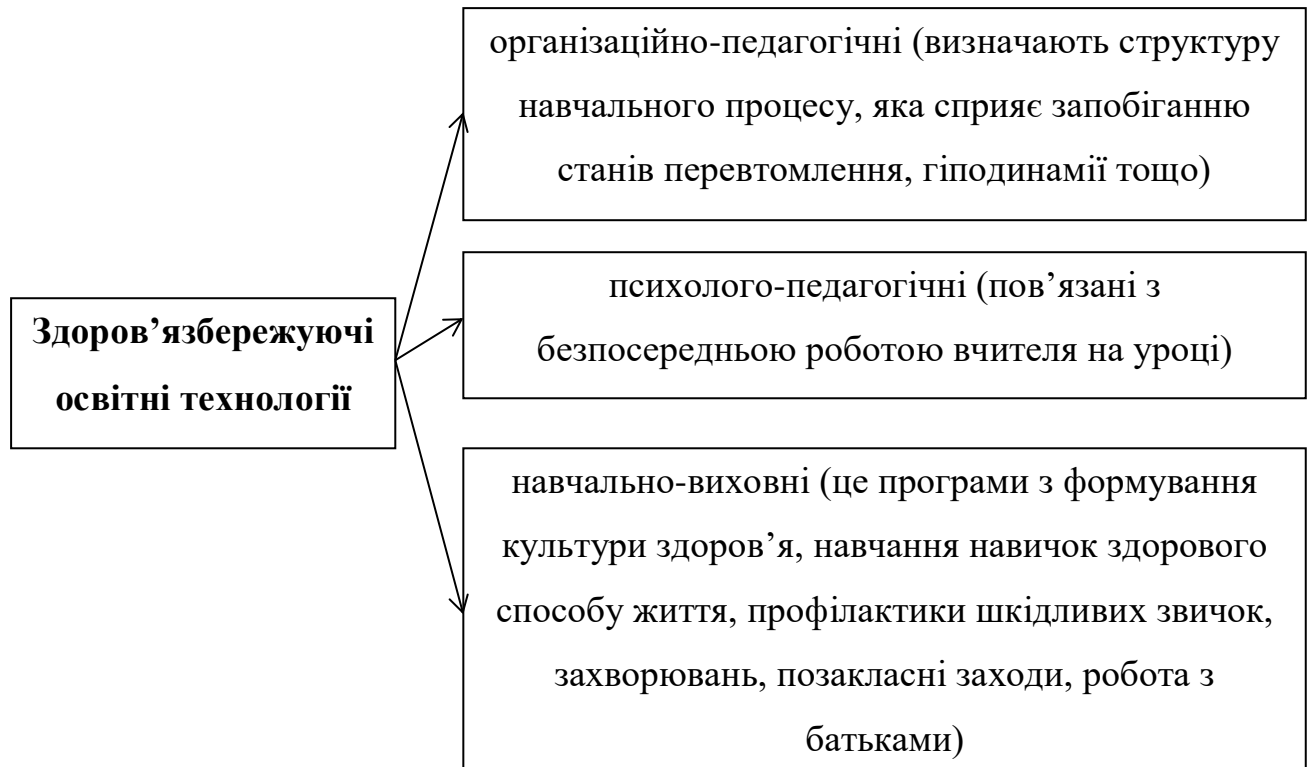 організаційно-педагогічні (визначають структуру
навчального процесу, яка сприяє запобіганню
станів перевтомлення, гіподинамії тощо)
Здоров’язбережуючі
освітні технології
психолого-педагогічні (пов’язані з
безпосередньою роботою вчителя на уроці)
навчально-виховні (це програми з формування
культури здоров’я, навчання навичок здорового
способу життя, профілактики шкідливих звичок,
захворювань, позакласні заходи, робота з
батьками)